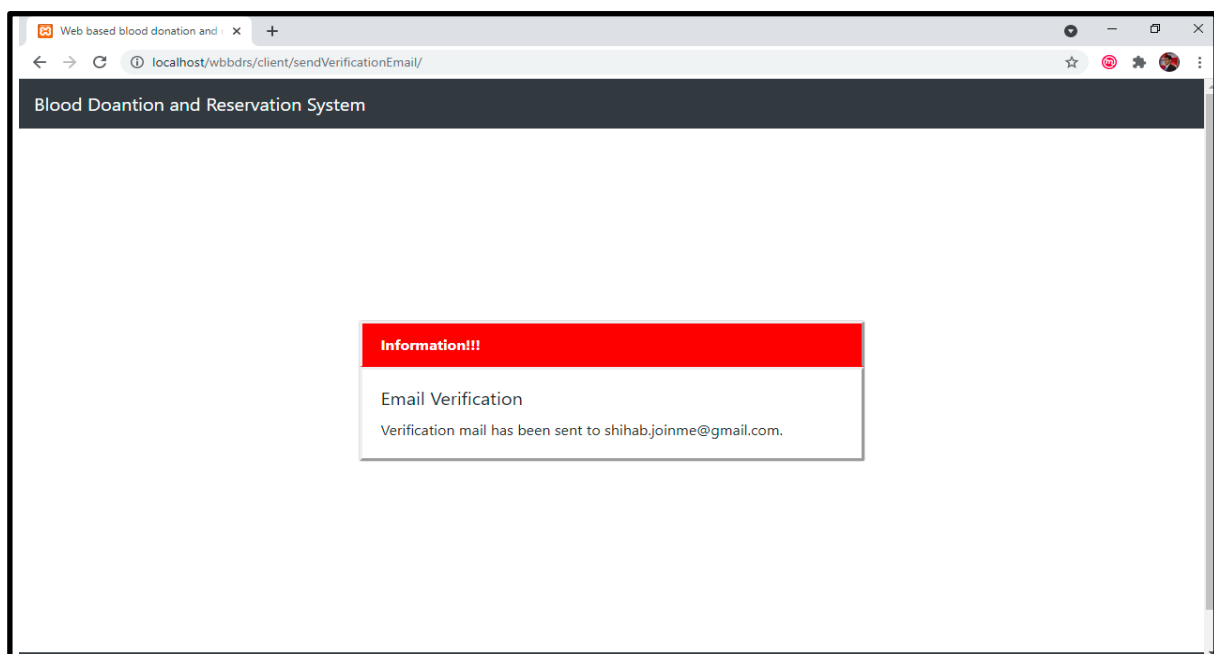 Web based blood donation and
localhost/wbbdrs/client/sendVerificationEmail/
Blood Doantion and Reservation System
Information!!!
Email Verification
Verification mail has been sent to shihab.joinme@gmail.com.